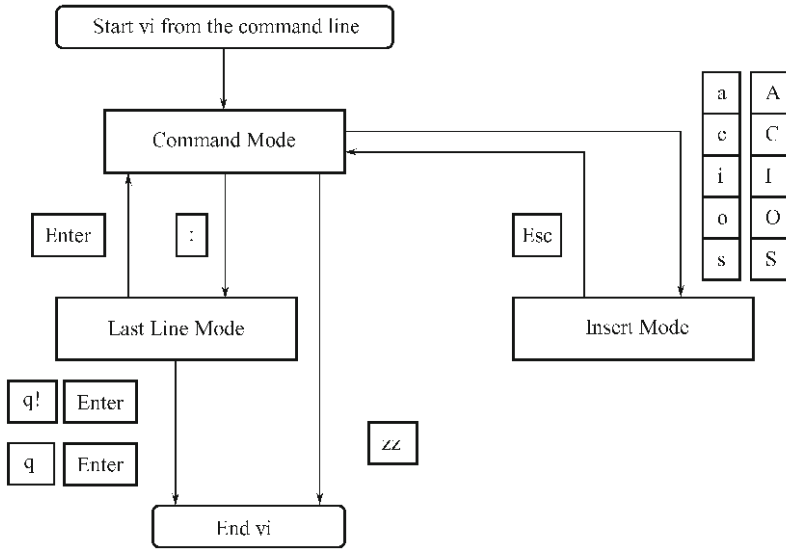 Start vi from the command line
Command Mode
a A
c C
i I
o O
s S
Enter
:
Esc
Last Line Mode
Insert Mode
q! Enter
q Enter
zz
End vi